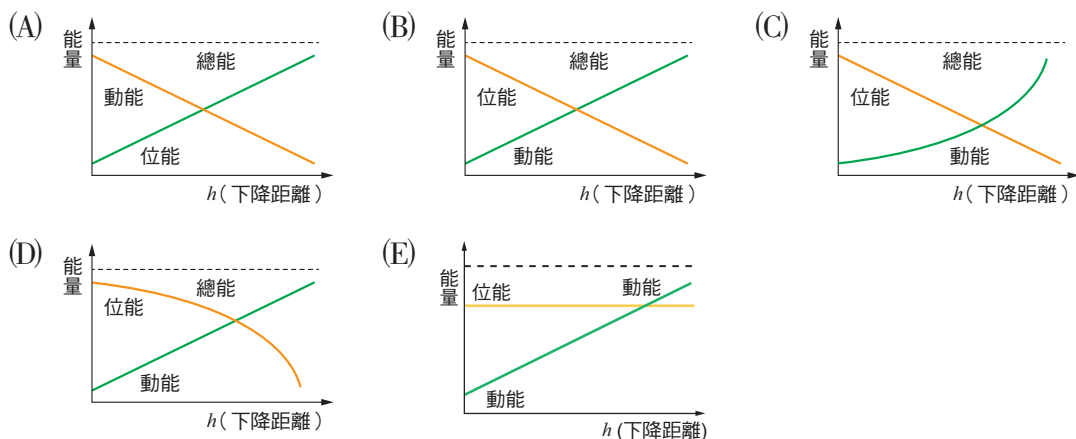 (A)
能量
總能
動能
位能
h(下降距離)
(B)
能量
總能
位能
動能
h(下降距離)
(C)
能量
總能
位能
動能
h(下降距離)
(D)
能量
總能
位能
動能
h(下降距離)
(E)
能量
位能
動能
動能
h(下降距離)